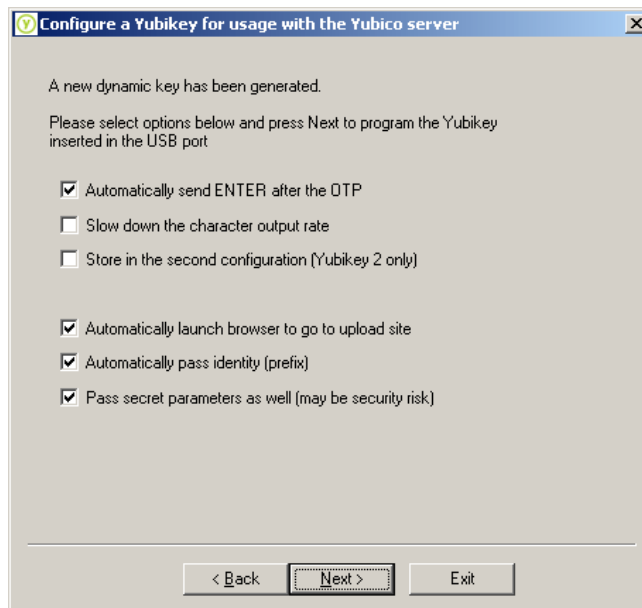 Configure a Yubikey for usage with the Yubico server
A new dynamic key has been generated.
Please select options below and press Next to program the Yubikey
inserted in the USB port
Automatically send ENTER after the OTP
Slow down the character output rate
Store in the second configuration (Yubikey 2 only)
Automatically launch browser to go to upload site
Automatically pass identity (prefix)
Pass secret parameters as well (may be security risk)
< Back Next > Exit